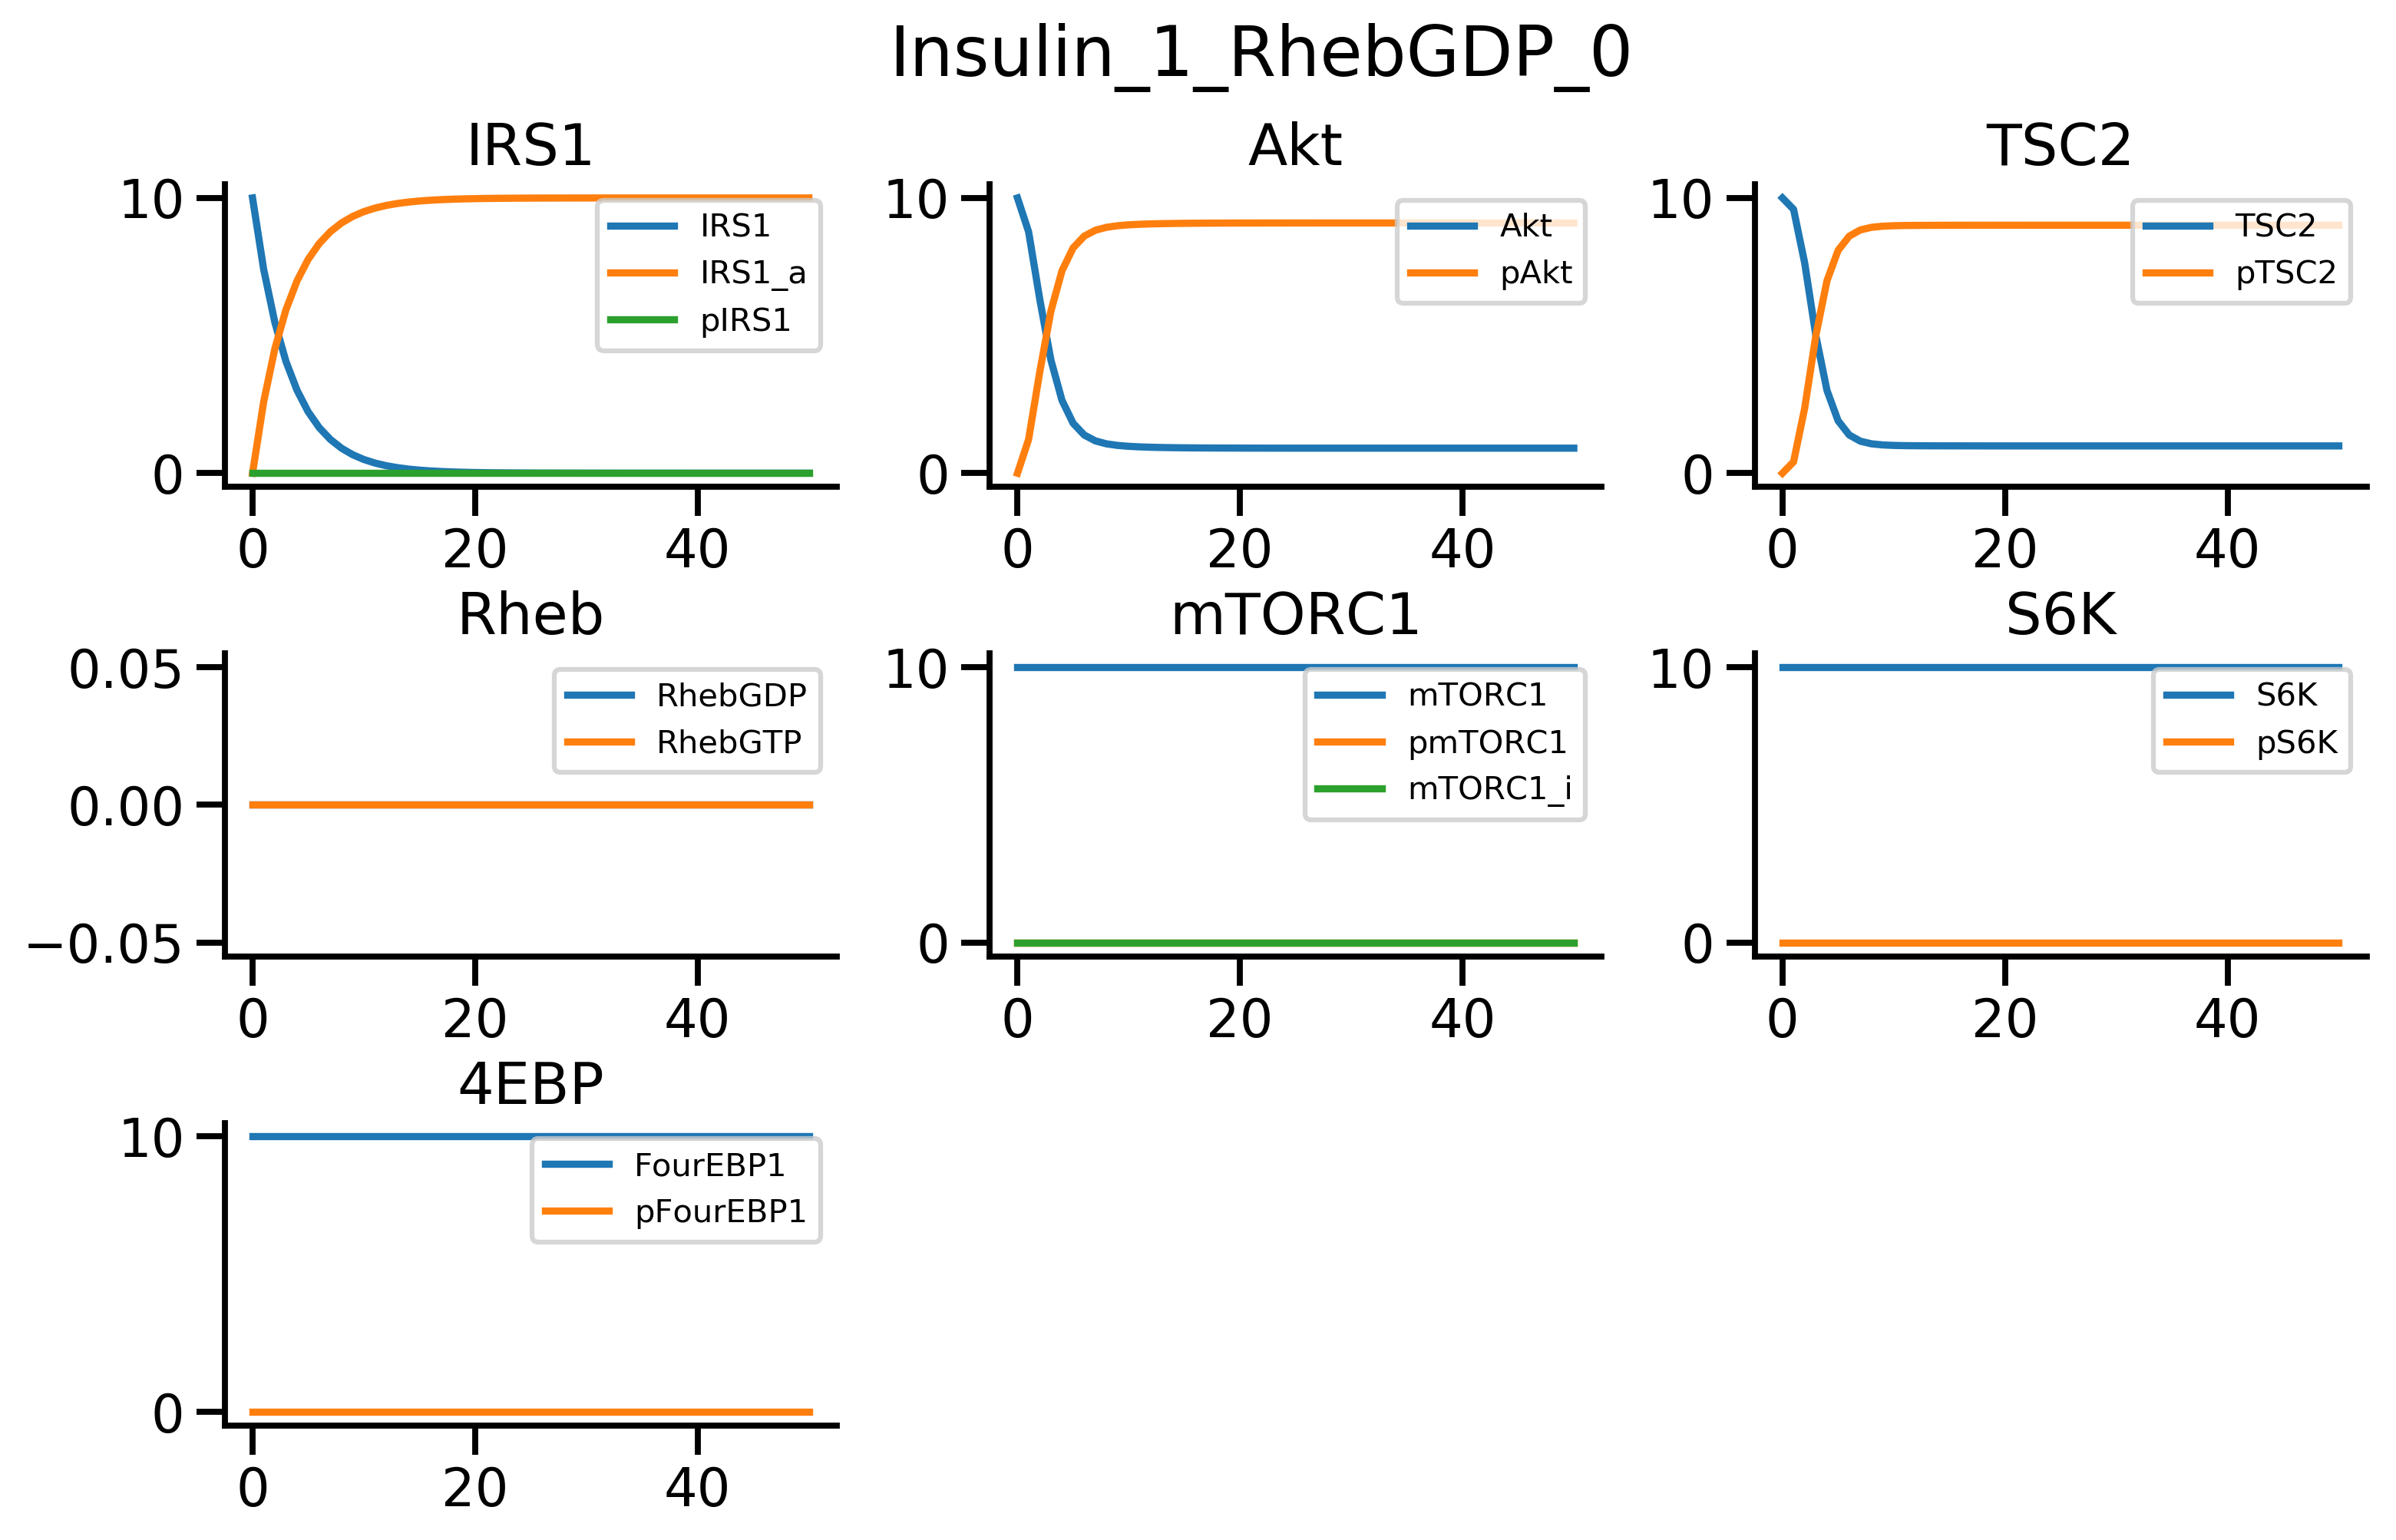 Insulin_1_RhebGDP_0
IRS1
10
0
0 20 40
IRS1
IRS1_a
pIRS1
Akt
10
0
0 20 40
Akt
pAkt
TSC2
10
0
0 20 40
TSC2
pTSC2
Rheb
0.05
0.00
−0.05
0 20 40
RhebGDP
RhebGTP
mTORC1
10
0
0 20 40
mTORC1
pmTORC1
mTORC1_i
S6K
10
0
0 20 40
S6K
pS6K
4EBP
10
0
0 20 40
FourEBP1
pFourEBP1